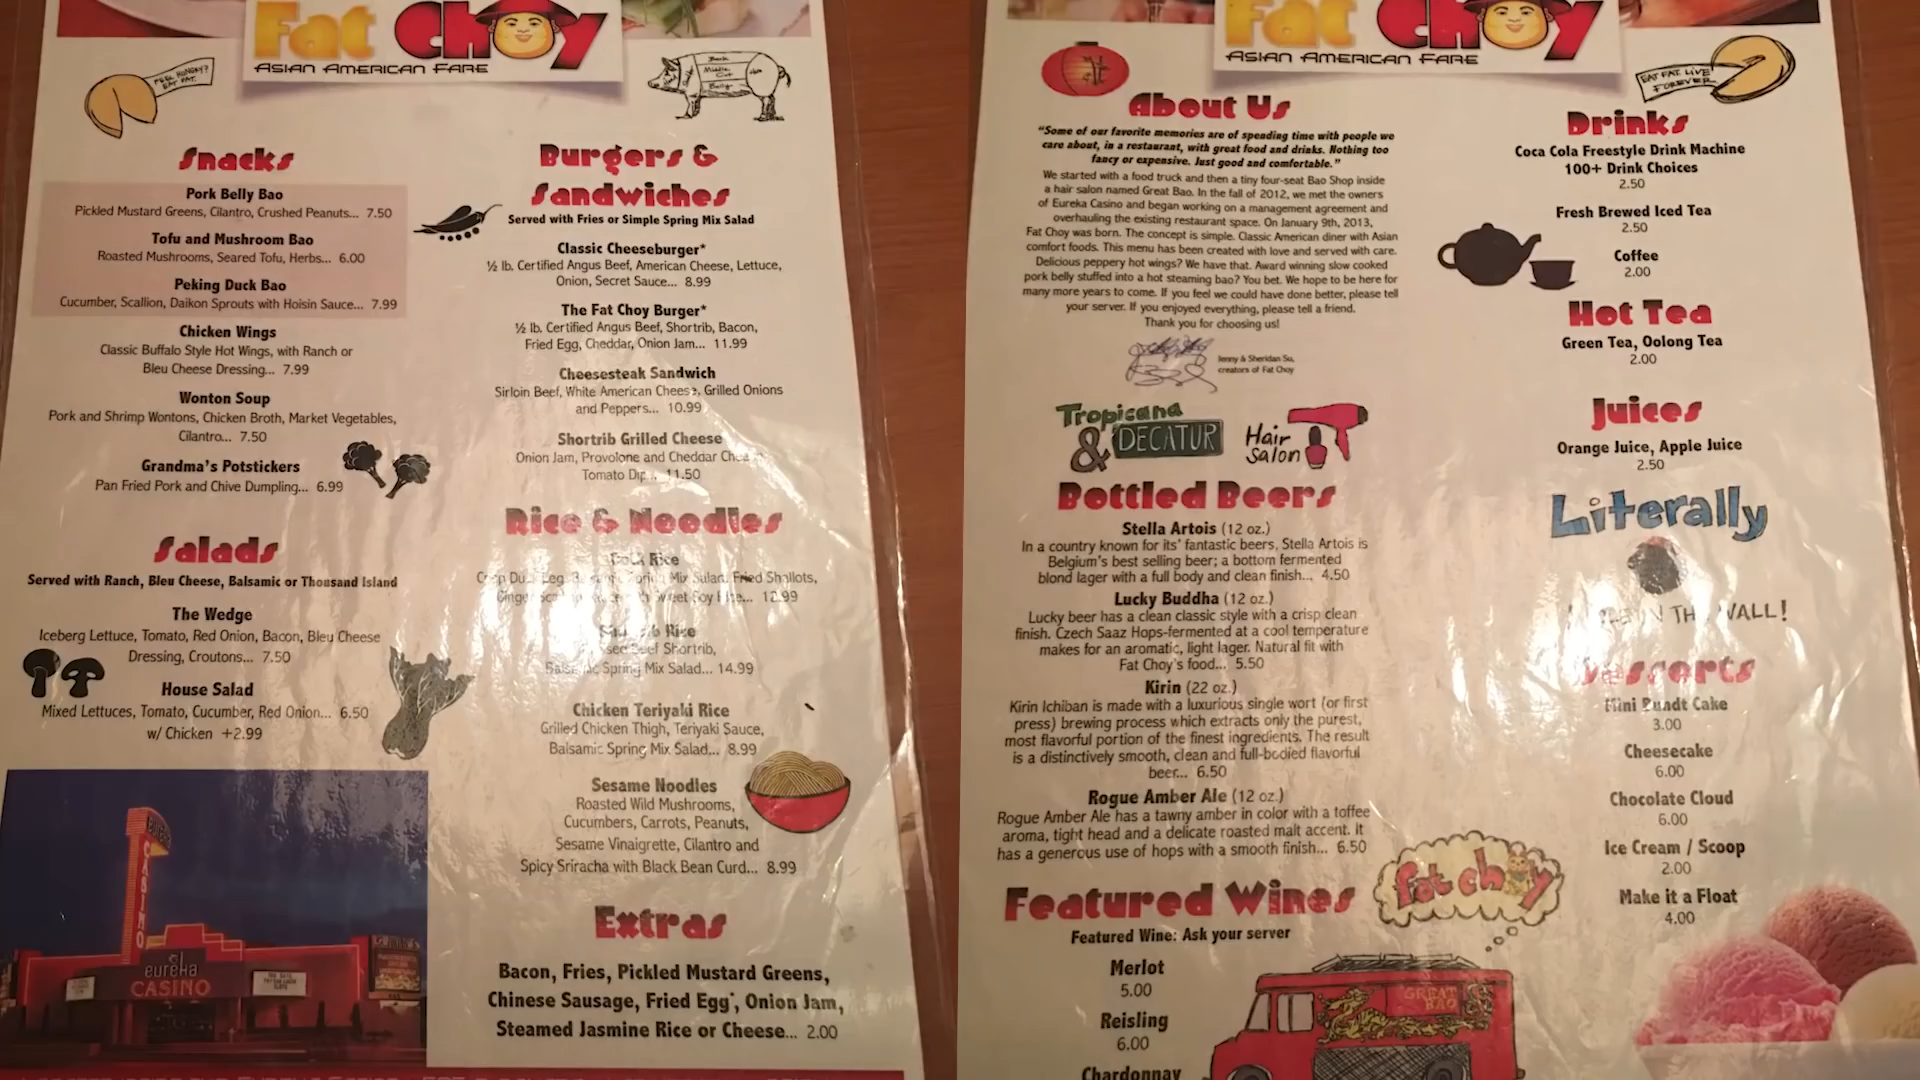 Fat Choy
ASIAN AMERICAN FARE
FEEL HUNGRY?
EAT FAT.
Back
Middle
Cut
Belly
Snacks
Pork Belly Bao
Pickled Mustard Greens, Cilantro, Crushed Peanuts... 7.50
Tofu and Mushroom Bao
Roasted Mushrooms, Seared Tofu, Herbs... 6.00
Peking Duck Bao
Cucumber, Scallion, Daikon Sprouts with Hoisin Sauce... 7.99
Chicken Wings
Classic Buffalo Style Hot Wings, with Ranch or
Bleu Cheese Dressing... 7.99
Wonton Soup
Pork and Shrimp Wontons, Chicken Broth, Market Vegetables,
Cilantro... 7.50
Grandma's Potstickers
Pan Fried Pork and Chive Dumpling... 6.99
Salads
Served with Ranch, Bleu Cheese, Balsamic or Thousand Island
The Wedge
Iceberg Lettuce, Tomato, Red Onion, Bacon, Bleu Cheese
Dressing, Croutons... 7.50
House Salad
Mixed Lettuces, Tomato, Cucumber, Red Onion... 6.50
w/ Chicken +2.99
CASINO
eureka
CASINO
Burgers &
Sandwiches
Served with Fries or Simple Spring Mix Salad
Classic Cheeseburger*
½ lb. Certified Angus Beef, American Cheese, Lettuce,
Onion, Secret Sauce... 8.99
The Fat Choy Burger*
½ lb. Certified Angus Beef, Shortrib, Bacon,
Fried Egg, Cheddar, Onion Jam... 11.99
Cheesesteak Sandwich
Sirloin Beef, White American Cheese, Grilled Onions
and Peppers... 10.99
Shortrib Grilled Cheese
Onion Jam, Provolone and Cheddar
Tomato Dip... 11.50
Rice & Noodles
Rice
Mix Salad, Fried Shallots,
Sweet Soy 12.99
Rice
Beef Shortrib,
Balsamic Spring Mix Salad... 14.99
Chicken Teriyaki Rice
Grilled Chicken Thigh, Teriyaki Sauce,
Balsamic Spring Mix Salad... 8.99
Sesame Noodles
Roasted Wild Mushrooms,
Cucumbers, Carrots, Peanuts,
Sesame Vinaigrette, Cilantro and
Spicy Sriracha with Black Bean Curd... 8.99
Extras
Bacon, Fries, Pickled Mustard Greens,
Chinese Sausage, Fried Egg*, Onion Jam,
Steamed Jasmine Rice or Cheese... 2.00
Fat Choy
ASIAN AMERICAN FARE
EAT FAT. LIVE
FOREVER
About Us
"Some of our favorite memories are of spending time with people we
care about, in a restaurant, with great food and drinks. Nothing too
fancy or expensive. Just good and comfortable."
We started with a food truck and then a tiny four-seat Bao Shop inside
a hair salon named Great Bao. In the fall of 2012, we met the owners
of Eureka Casino and began working on a management agreement and
overhauling the existing restaurant space. On January 9th, 2013,
Fat Choy was born. The concept is simple. Classic American diner with Asian
comfort foods. This menu has been created with love and served with care.
Delicious peppery hot wings? We have that. Award winning slow cooked
pork belly stuffed into a hot steaming bao? You bet. We hope to be here for
many more years to come. If you feel we could have done better, please tell
your server. If you enjoyed everything, please tell a friend.
Thank you for choosing us!
Jenny & Sheridan Su,
creators of Fat Choy
Tropicana
& DECATUR
Hair
Salon
Bottled Beers
Stella Artois (12 oz.)
In a country known for its' fantastic beers, Stella Artois is
Belgium's best selling beer; a bottom fermented
blond lager with a full body and clean finish... 4.50
Lucky Buddha (12 oz.)
Lucky beer has a clean classic style with a crisp clean
finish. Czech Saaz Hops-fermented at a cool temperature
makes for an aromatic, light lager. Natural fit with
Fat Choy's food... 5.50
Kirin (22 oz.)
Kirin Ichiban is made with a luxurious single wort (or first
press) brewing process which extracts only the purest,
most flavorful portion of the finest ingredients. The result
is a distinctively smooth, clean and full-bodied flavorful
beer... 6.50
Rogue Amber Ale (12 oz.)
Rogue Amber Ale has a tawny amber in color with a toffee
aroma, tight head and a delicate roasted malt accent. It
has a generous use of hops with a smooth finish... 6.50
Featured Wines
Featured Wine: Ask your server
Merlot
5.00
Reisling
6.00
Chardonnay
fat choy
GREAT
BAO
Drinks
Coca Cola Freestyle Drink Machine
100+ Drink Choices
2.50
Fresh Brewed Iced Tea
2.50
Coffee
2.00
Hot Tea
Green Tea, Oolong Tea
2.00
Juices
Orange Juice, Apple Juice
2.50
Literally
IN THE WALL!
Desserts
Mini Bundt Cake
3.00
Cheesecake
6.00
Chocolate Cloud
6.00
Ice Cream / Scoop
2.00
Make it a Float
4.00